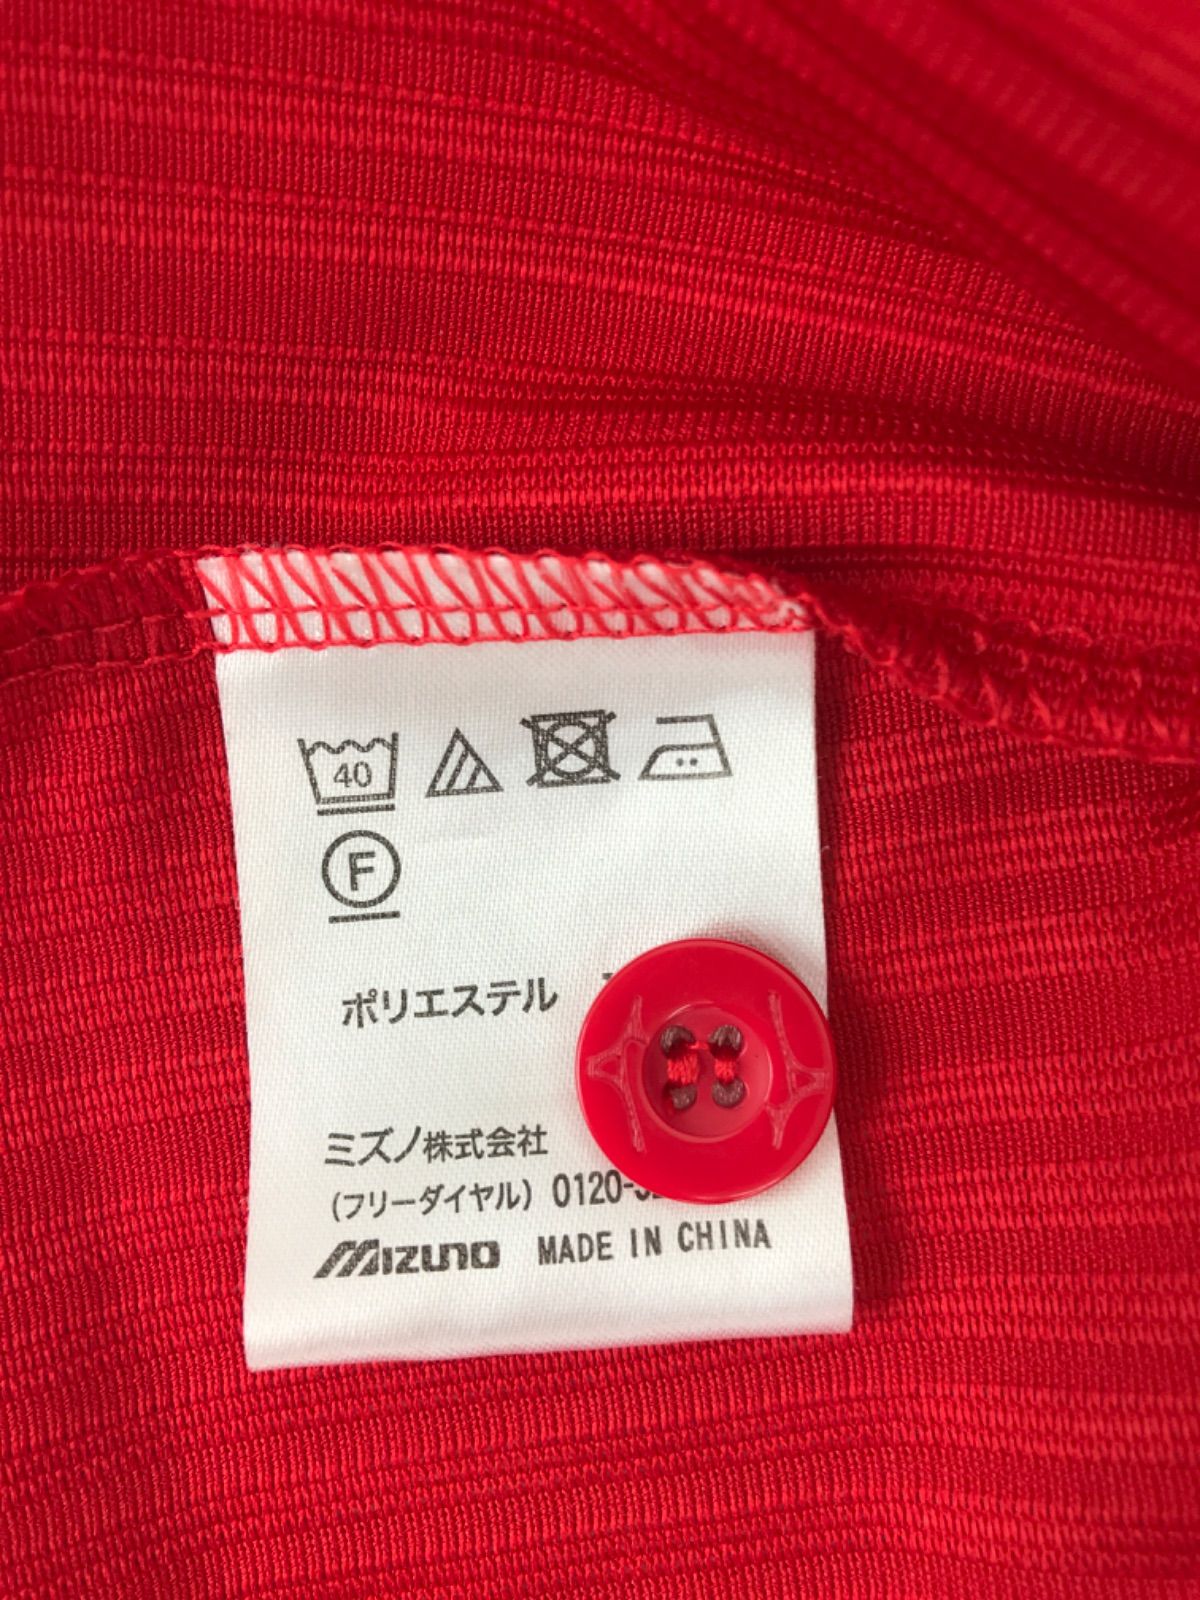 40
F
ポリエステル
ミズノ株式会社
(フリーダイヤル) 0120-
MIZUNO MADE IN CHINA